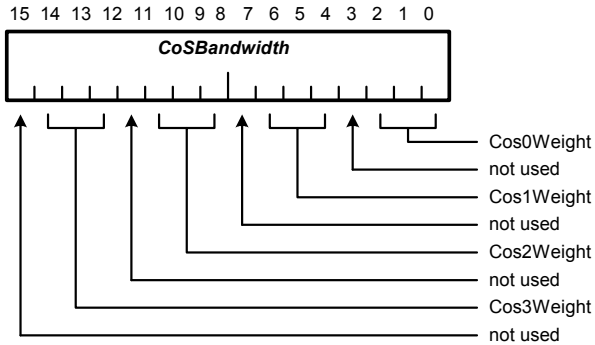 15 14 13 12 11 10 9 8 7 6 5 4 3 2 1 0
CoSBandwidth
Cos0Weight
not used
Cos1Weight
not used
Cos2Weight
not used
Cos3Weight
not used